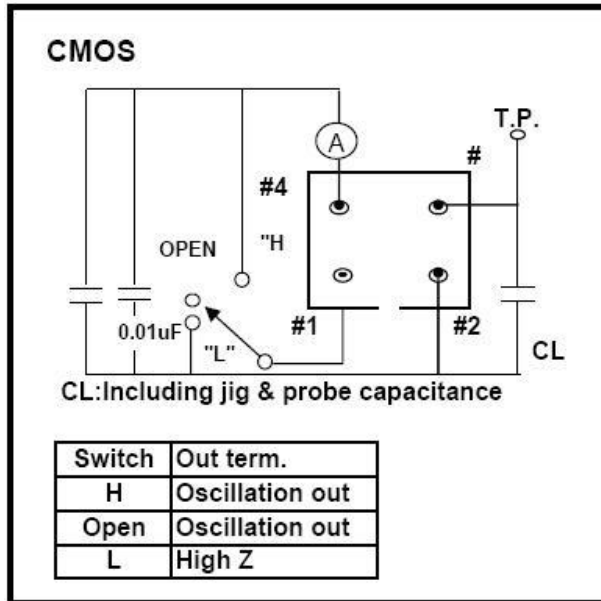 CMOS
T.P.
A
#
#4
OPEN
"H
0.01uF
"L"
#1
#2
CL
CL:Including jig & probe capacitance
Switch Out term.
H Oscillation out
Open Oscillation out
L High Z